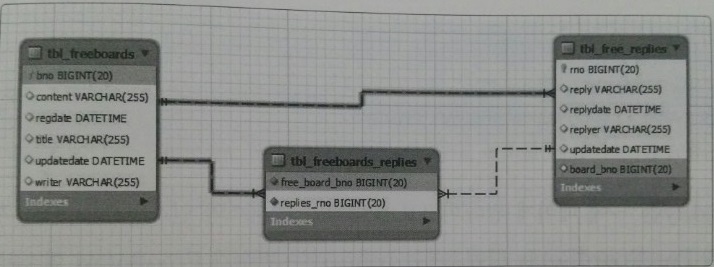 tbl_freeboards
bno BIGINT(20)
content VARCHAR(255)
regdate DATETIME
title VARCHAR(255)
updatedate DATETIME
writer VARCHAR(255)
Indexes
tbl_freeboards_replies
free_board_bno BIGINT(20)
replies_rno BIGINT(20)
Indexes
tbl_free_replies
rno BIGINT(20)
reply VARCHAR(255)
replydate DATETIME
replyer VARCHAR(255)
updatedate DATETIME
board_bno BIGINT(20)
Indexes